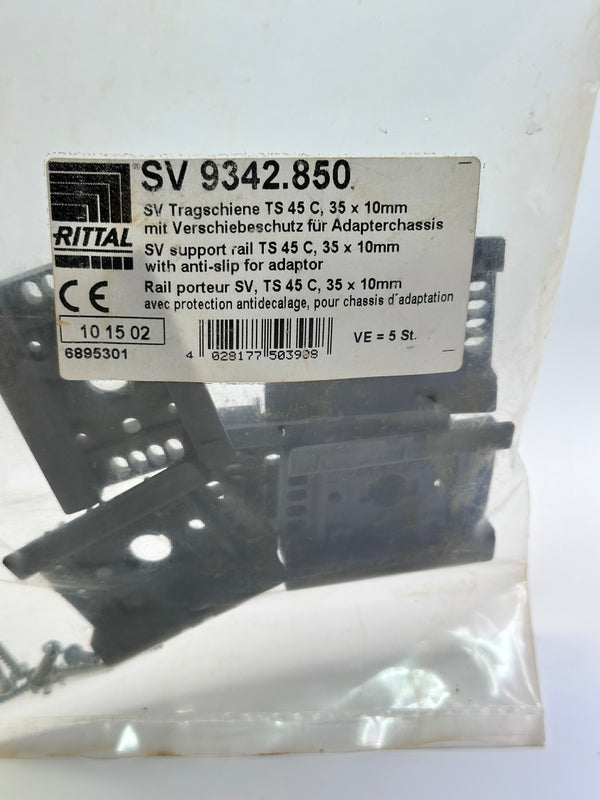 SV 9342.850
SV Tragschiene TS 45 C, 35 x 10mm
mit Verschiebeschutz für Adapterchassis
SV support rail TS 45 C, 35 x 10mm
with anti-slip for adaptor
Rail porteur SV, TS 45 C, 35 x 10mm
avec protection antidecalage, pour chassis d´adaptation
®
RITTAL
CE
10 15 02
6895301
4 028177 503908
VE = 5 St.